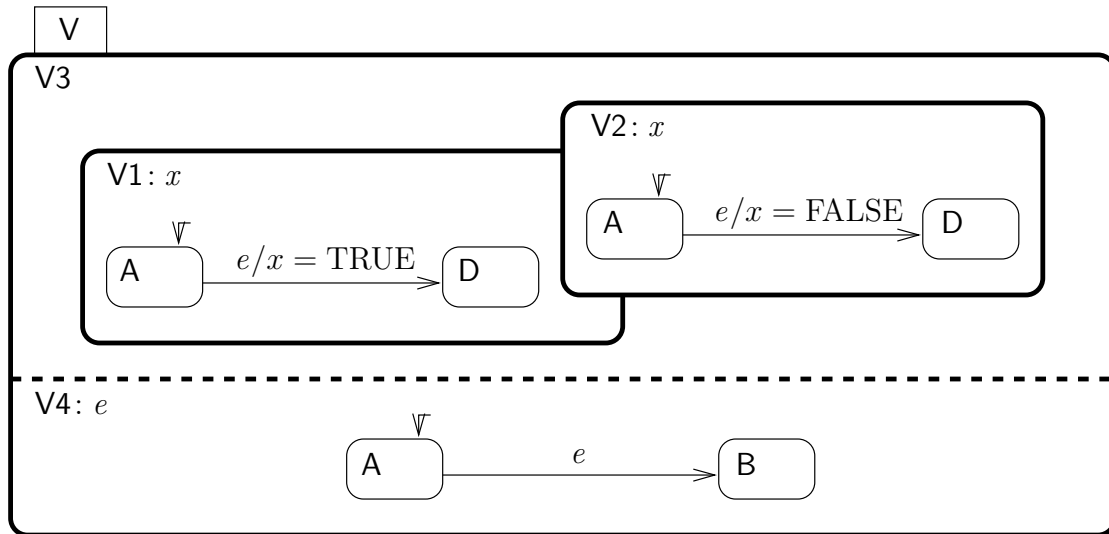 V
V3
V2: x
V1: x
A
e/x = FALSE
D
A
e/x = TRUE
D
V4: e
A
e
B